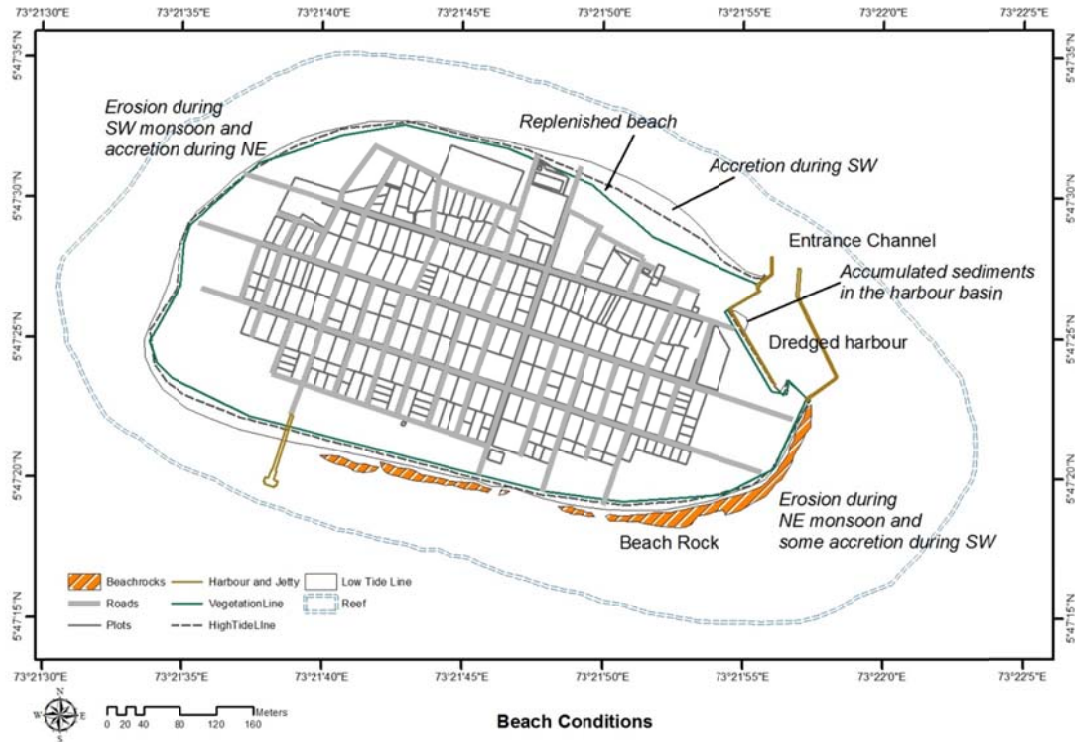 73°21'30"E 73°21'35"E 73°21'40"E 73°21'45"E 73°21'50"E 73°21'55"E 73°22'0"E 73°22'5"E
5°47'35"N 5°47'35"N
Erosion during
SW monsoon and
accretion during NE
Replenished beach
Accretion during SW
5°47'30"N 5°47'30"N
Entrance Channel
Accumulated sediments
in the harbour basin
Dredged harbour
5°47'25"N 5°47'25"N
5°47'20"N 5°47'20"N
Erosion during
NE monsoon and
some accretion during SW
Beach Rock
Beachrocks Harbour and Jetty Low Tide Line
Roads VegetationLine Reef
Plots HighTideLIne
5°47'15"N 5°47'15"N
73°21'30"E 73°21'35"E 73°21'40"E 73°21'45"E 73°21'50"E 73°21'55"E 73°22'0"E 73°22'5"E
N
W E
S
Meters
0 20 40 80 120 160
Beach Conditions